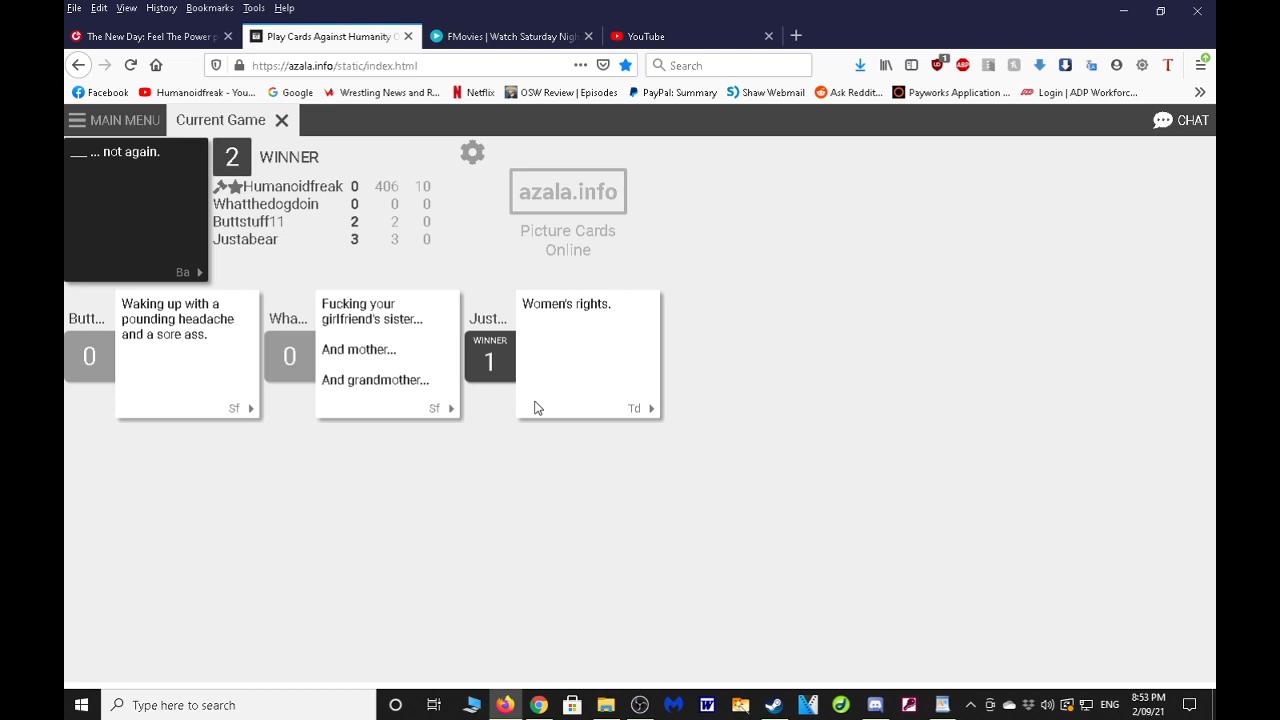 File Edit View History Bookmarks Tools Help
The New Day: Feel The Power
Play Cards Against Humanity
FMovies | Watch Saturday Nigh
YouTube
https://azala.info/static/index.html
Search
Facebook
Humanoidfreak - You...
Google
Wrestling News and R...
Netflix
OSW Review | Episodes
PayPal: Summary
Shaw Webmail
Ask Reddit...
Payworks Application ...
Login | ADP Workforc...
MAIN MENU
Current Game
CHAT
___ ... not again.
Ba
2 WINNER
Humanoidfreak 0 406 10
Whatthedogdoin 0 0 0
Buttstuff11 2 2 0
Justabear 3 3 0
azala.info
Picture Cards
Online
Butt...
0
Waking up with a
pounding headache
and a sore ass.
Sf
Wha...
0
Fucking your
girlfriend's sister...
And mother...
And grandmother...
Sf
Just...
WINNER
1
Women's rights.
Td
Type here to search
ENG
8:53 PM
2/09/21